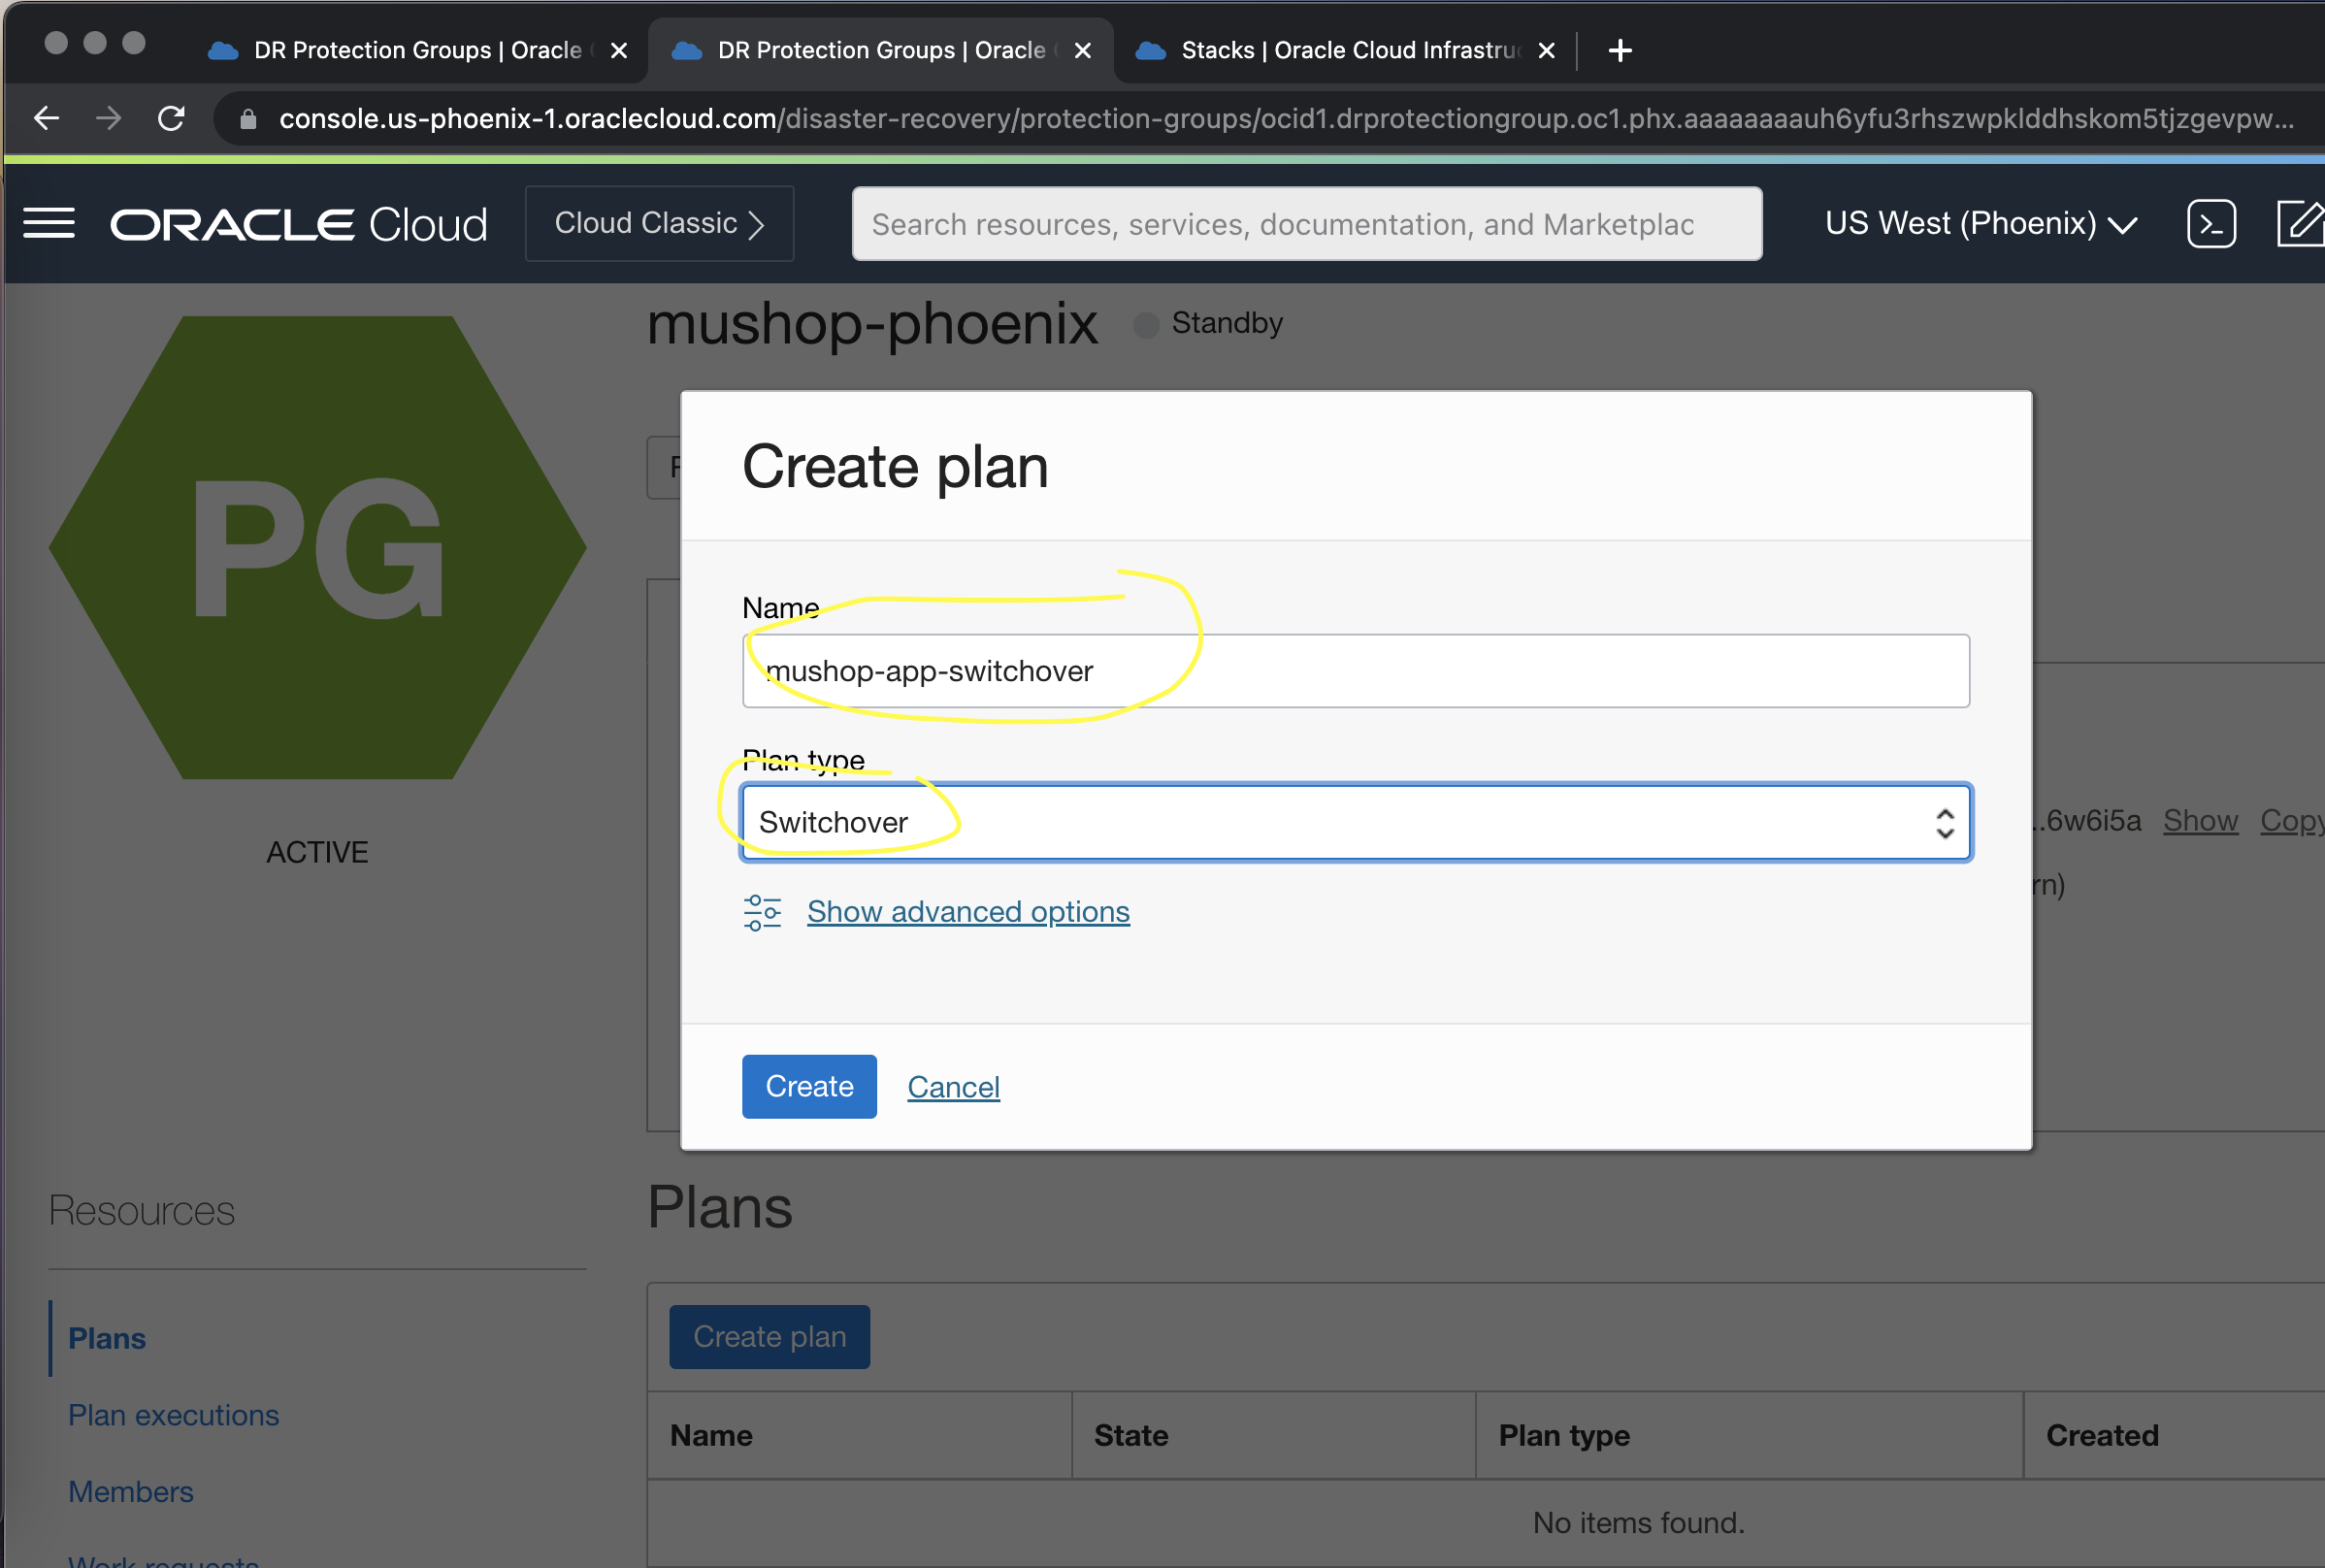 DR Protection Groups | Oracle
DR Protection Groups | Oracle
Stacks | Oracle Cloud Infrastru
console.us-phoenix-1.oraclecloud.com/disaster-recovery/protection-groups/ocid1.drprotectiongroup.oc1.phx.aaaaaaaauh6yfu3rhszwpklddhskom5tjzgevpw...
ORACLE Cloud
Cloud Classic
Search resources, services, documentation, and Marketplac
US West (Phoenix)
mushop-phoenix
Standby
PG
ACTIVE
Create plan
Name
mushop-app-switchover
Plan type
Switchover
Show advanced options
Create
Cancel
...6w6i5a Show Copy
rn)
Resources
Plans
Plan executions
Members
Work requests
Plans
Create plan
Name State Plan type Created
No items found.